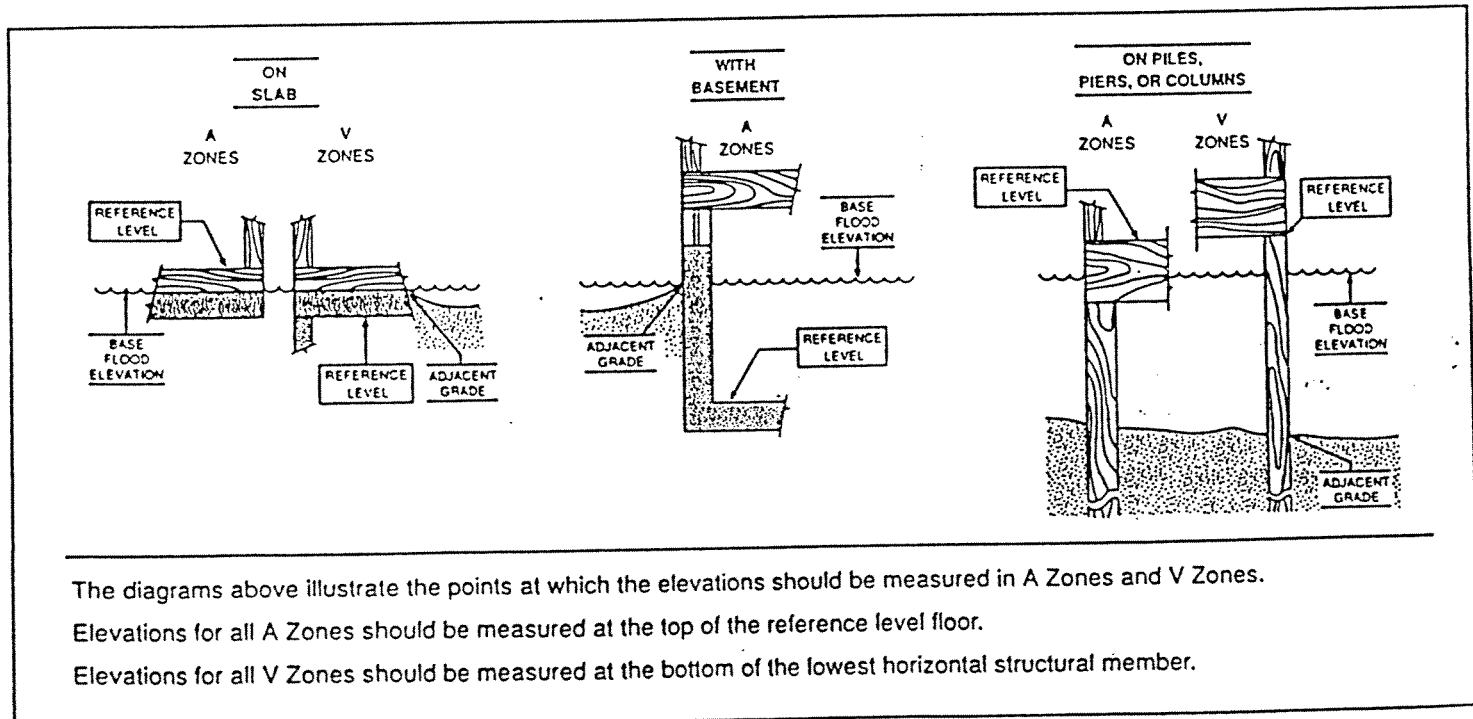 ON
SLAB
A
ZONES
V
ZONES
REFERENCE
LEVEL
BASE
FLOOD
ELEVATION
REFERENCE
LEVEL
ADJACENT
GRADE
WITH
BASEMENT
A
ZONES
BASE
FLOOD
ELEVATION
ADJACENT
GRADE
REFERENCE
LEVEL
ON PILES,
PIERS, OR COLUMNS
A
ZONES
V
ZONES
REFERENCE
LEVEL
REFERENCE
LEVEL
BASE
FLOOD
ELEVATION
ADJACENT
GRADE
The diagrams above illustrate the points at which the elevations should be measured in A Zones and V Zones.
Elevations for all A Zones should be measured at the top of the reference level floor.
Elevations for all V Zones should be measured at the bottom of the lowest horizontal structural member.